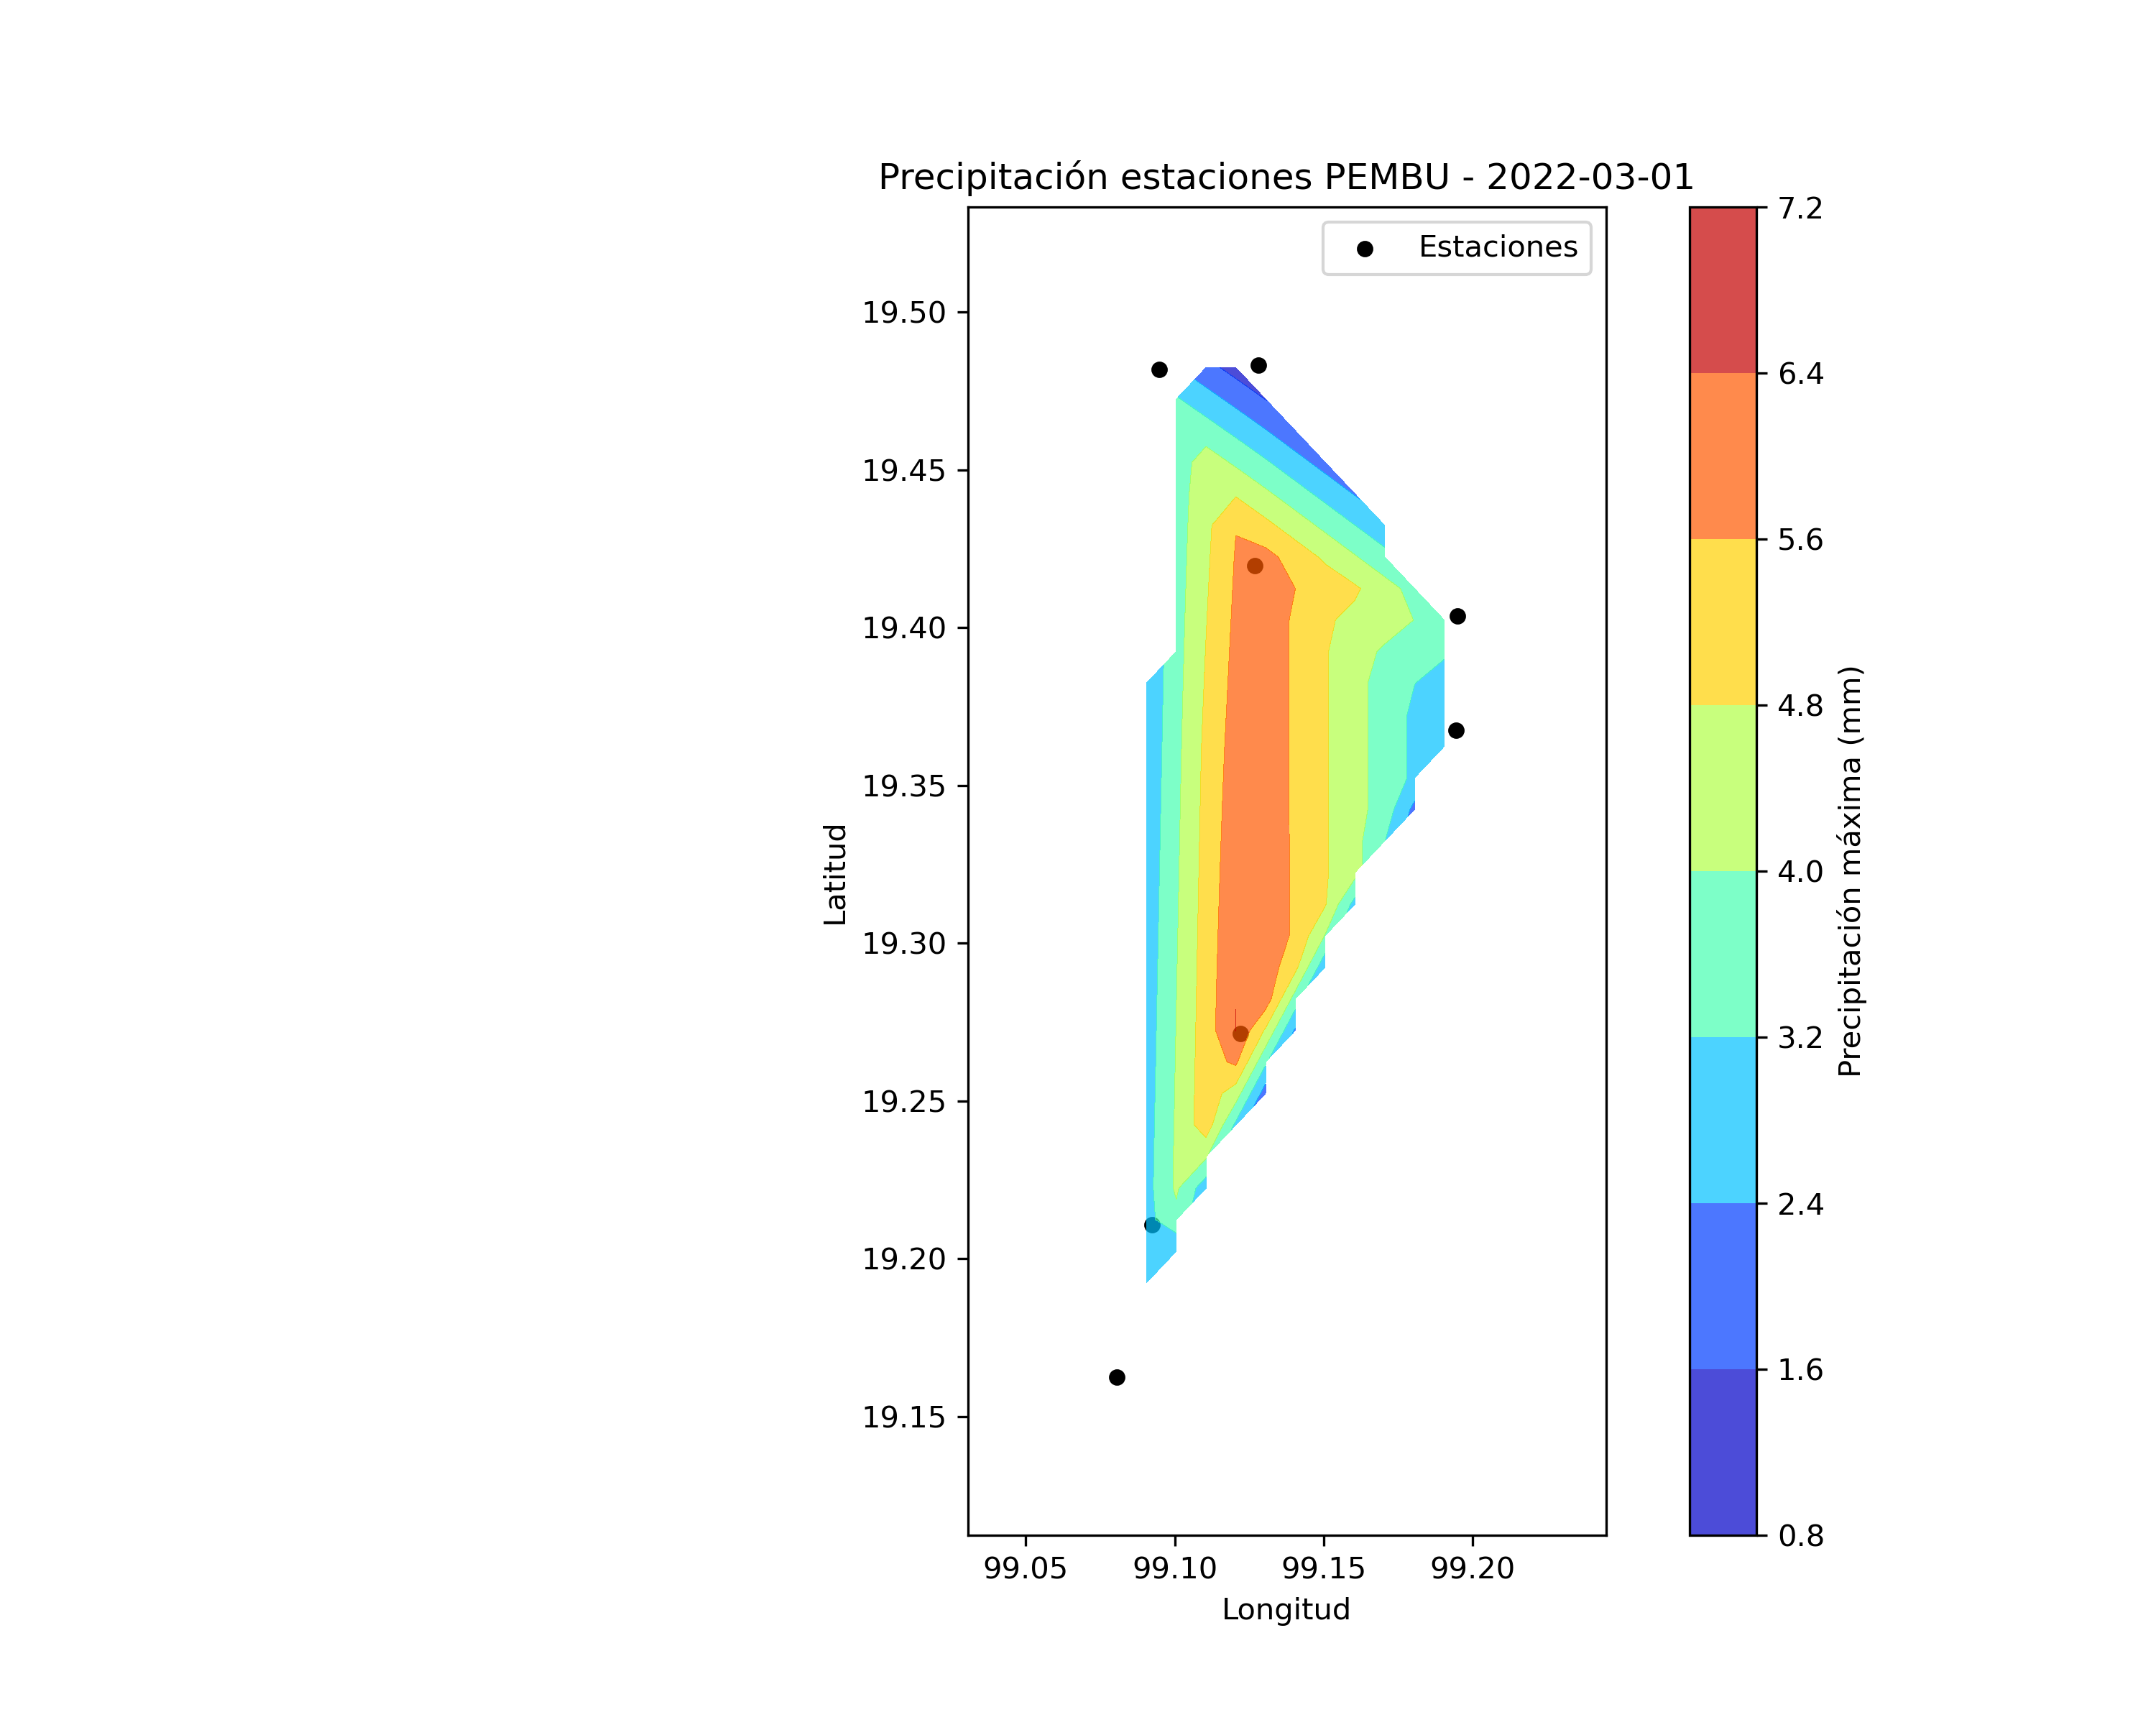 Precipitación estaciones PEMBU - 2022-03-01
Estaciones
19.50
19.45
19.40
19.35
19.30
19.25
19.20
19.15
Latitud
99.05 99.10 99.15 99.20
Longitud
7.2
6.4
5.6
4.8
4.0
3.2
2.4
1.6
0.8
Precipitación máxima (mm)